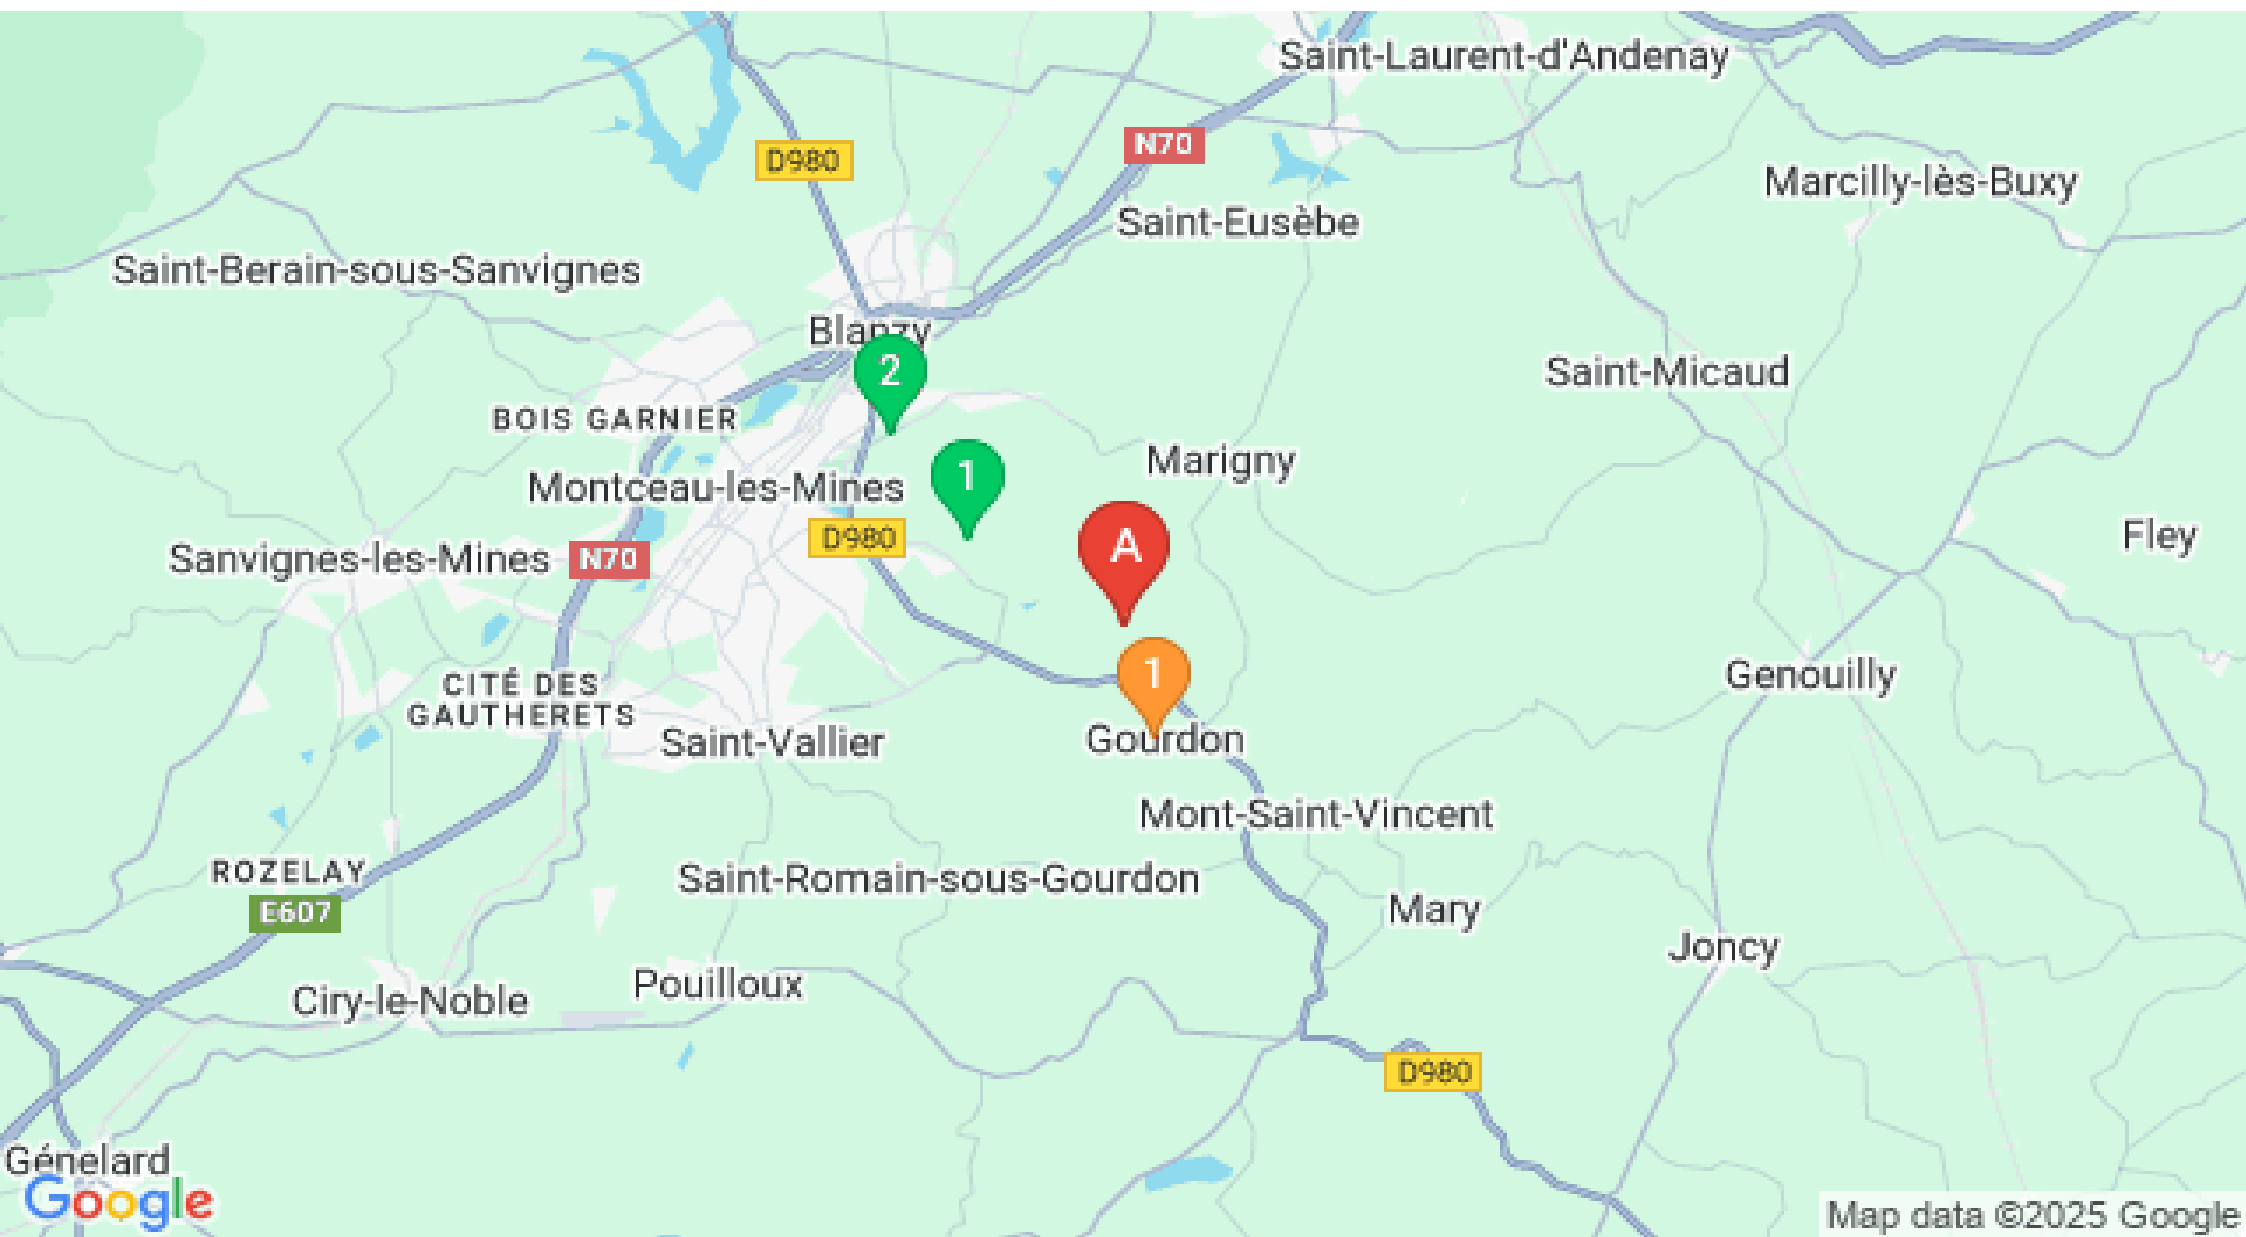 Saint-Laurent-d'Andenay
N70
D980
Marcilly-lès-Buxy
Saint-Eusèbe
Saint-Berain-sous-Sanvignes
Blanzy
2
Saint-Micaud
BOIS GARNIER
Marigny
1
Montceau-les-Mines
D980
Fley
A
Sanvignes-les-Mines
N70
1
Genouilly
CITÉ DES
GAUTHERETS
Saint-Vallier
Gourdon
Mont-Saint-Vincent
ROZELAY
Saint-Romain-sous-Gourdon
E607
Mary
Joncy
Pouilloux
Ciry-le-Noble
D980
Génelard
Google
Map data ©2025 Google